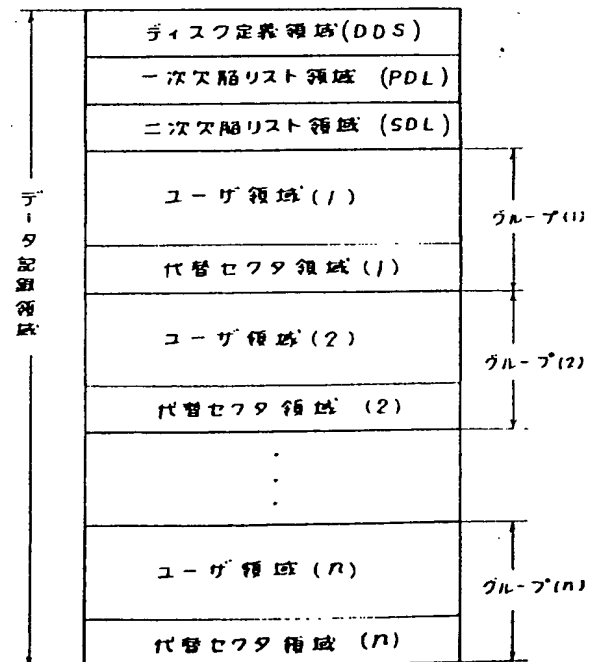 ディスク定義領域(DDS)
一次欠陥リスト領域 (PDL)
二次欠陥リスト領域 (SDL)
ユーザ領域(1)
代替セクタ領域(1)
グループ(1)
ユーザ領域(2)
代替セクタ領域 (2)
グループ(2)
ユーザ領域 (n)
代替セクタ領域 (n)
グループ(n)
データ記録領域